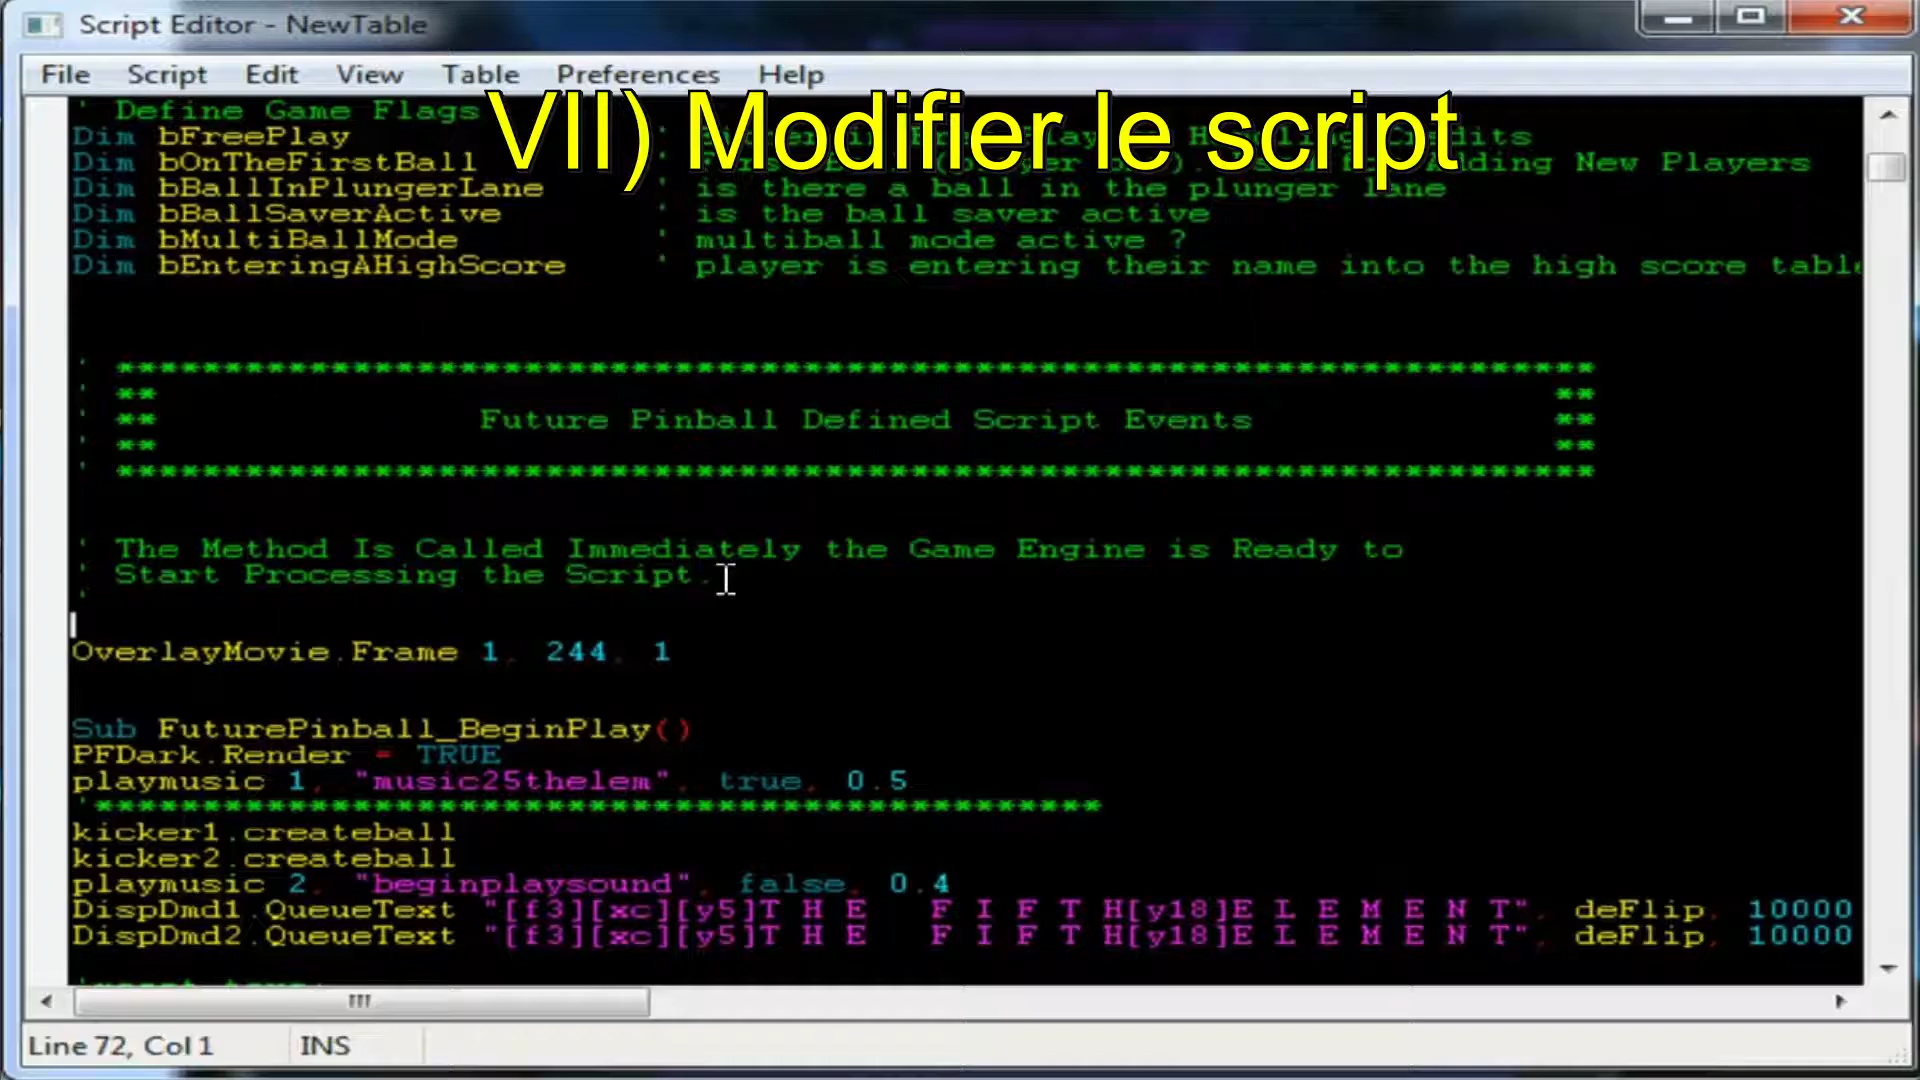 Script Editor - NewTable
File Script Edit View Table Preferences Help
VII) Modifier le script
' Define Game Flags
Dim bFreePlay '
Dim bOnTheFirstBall ' Adding New Players
Dim bBallInPlungerLane ' is there a ball in the plunger lane
Dim bBallSaverActive ' is the ball saver active
Dim bMultiBallMode ' multiball mode active ?
Dim bEnteringAHighScore ' player is entering their name into the high score table
' *********************************************************************
' ** **
' ** Future Pinball Defined Script Events **
' ** **
' *********************************************************************
' The Method Is Called Immediately the Game Engine is Ready to
' Start Processing the Script.
'
OverlayMovie.Frame 1, 244, 1
Sub FuturePinball_BeginPlay()
PFDark.Render = TRUE
playmusic 1, "music25thelem", true, 0.5
'***********************************************
kicker1.createball
kicker2.createball
playmusic 2, "beginplaysound", false, 0.4
DispDmd1.QueueText "[f3][xc][y5]T H E   F I F T H[y18]E L E M E N T", deFlip, 10000
DispDmd2.QueueText "[f3][xc][y5]T H E   F I F T H[y18]E L E M E N T", deFlip, 10000
Line 72, Col 1 INS